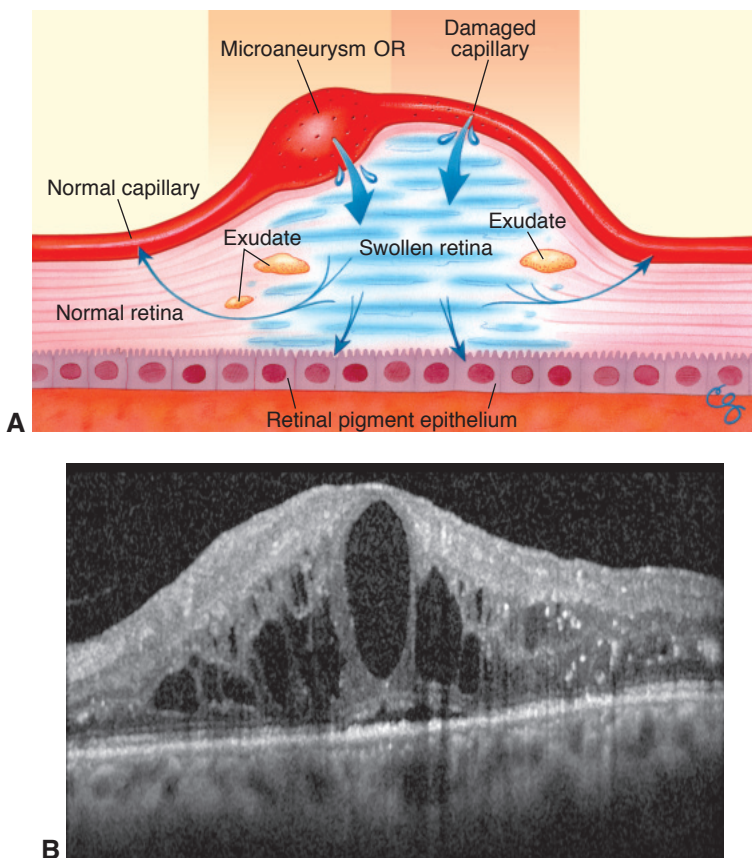 Microaneurysm OR
Damaged
capillary
Normal capillary
Exudate
Exudate
Swollen retina
Normal retina
Retinal pigment epithelium
A
B